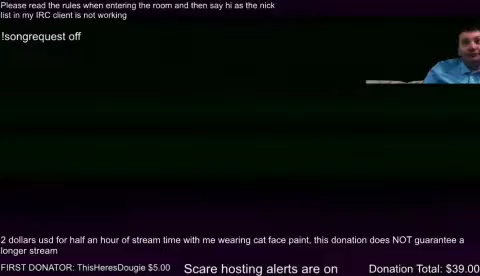 Please read the rules when entering the room and then say hi as the nick
list in my IRC client is not working
!songrequest off
2 dollars usd for half an hour of stream time with me wearing cat face paint, this donation does NOT guarantee a
longer stream
FIRST DONATOR: ThisHeresDougie $5.00
Scare hosting alerts are on
Donation Total: $39.00